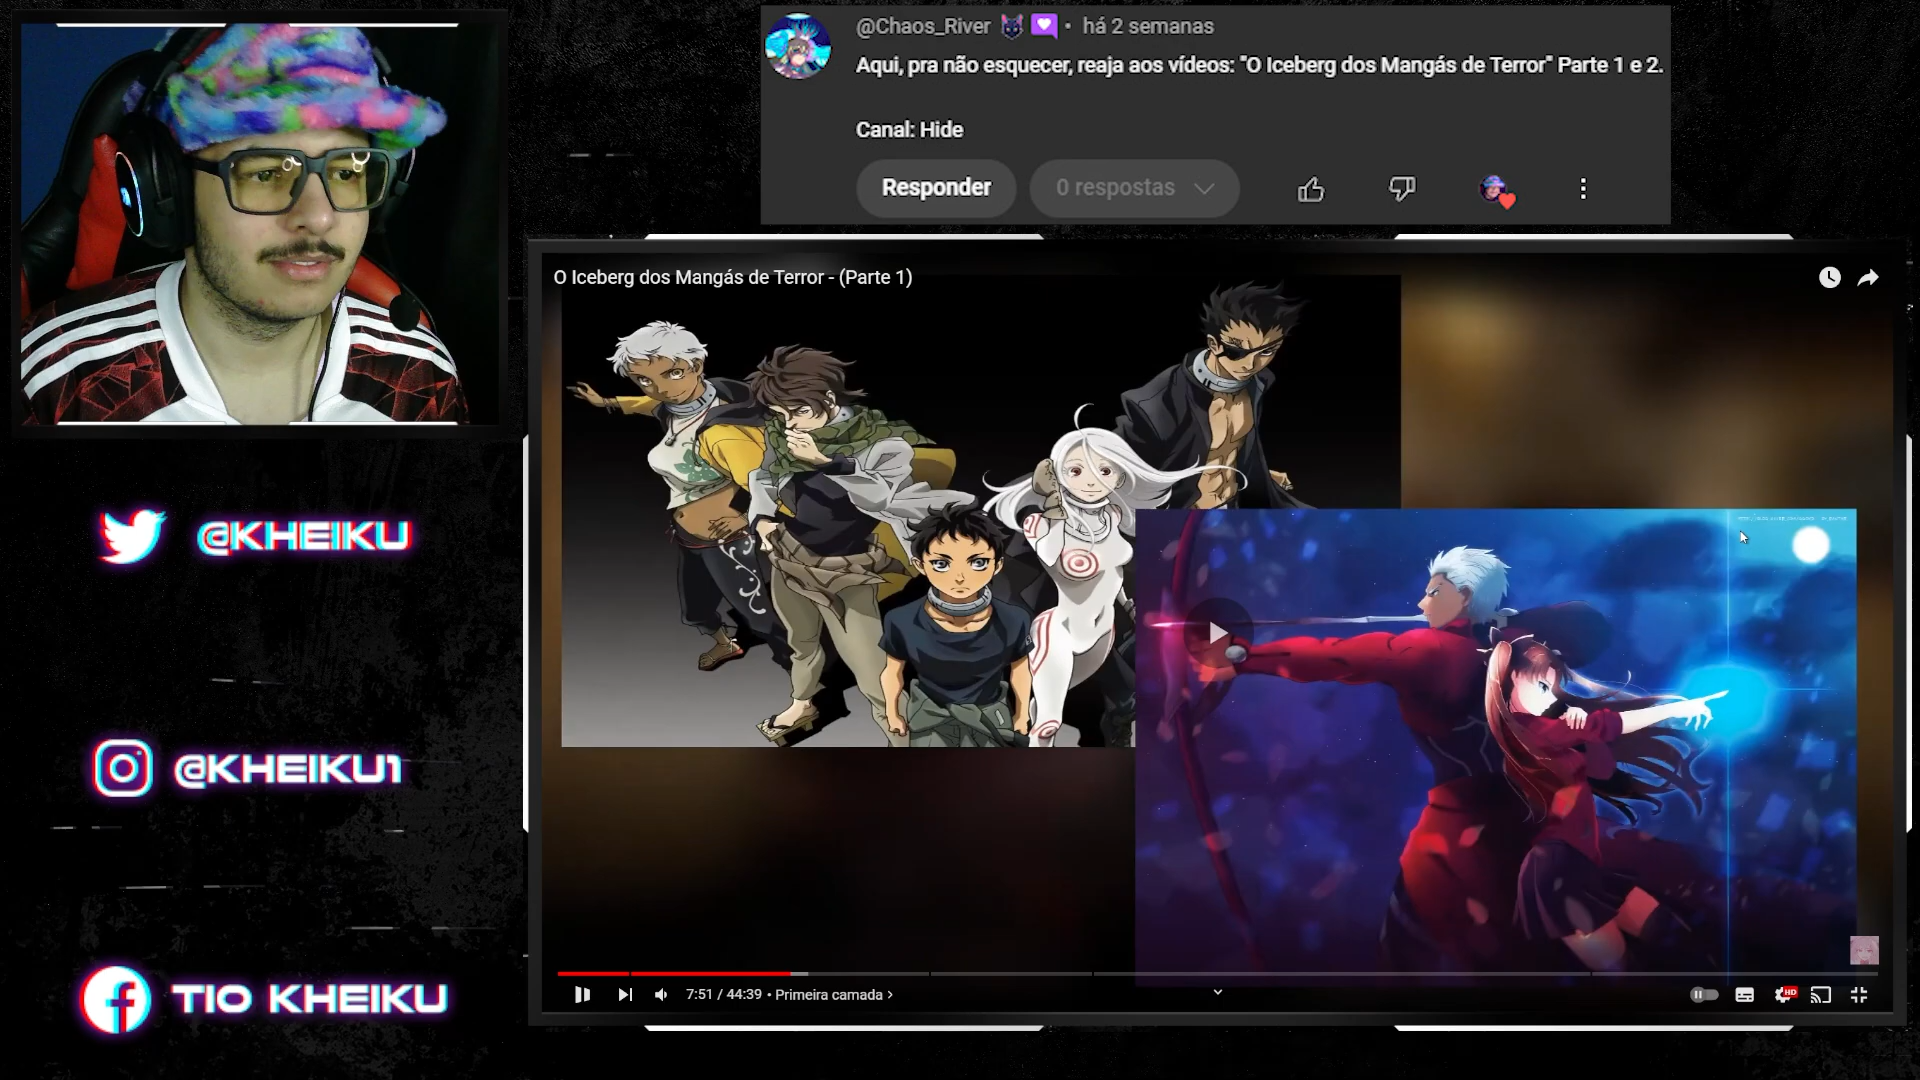 @Chaos_River • há 2 semanas
Aqui, pra não esquecer, reaja aos vídeos: "O Iceberg dos Mangás de Terror" Parte 1 e 2.
Canal: Hide
Responder
0 respostas
O Iceberg dos Mangás de Terror - (Parte 1)
@KHEIKU
@KHEIKU1
TIO KHEIKU
7:51 / 44:39 • Primeira camada >
HD